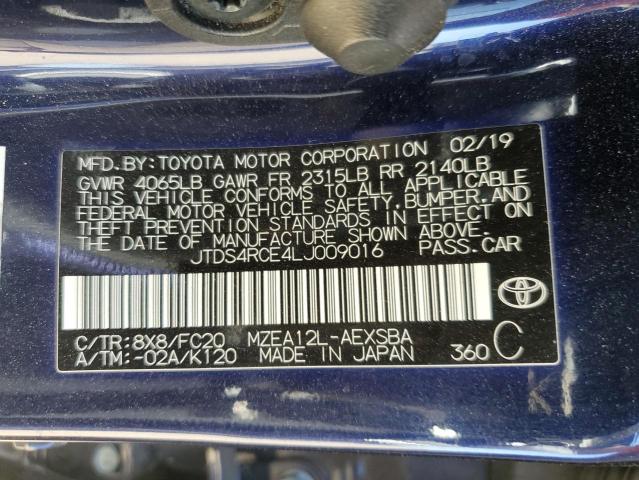 MFD. BY: TOYOTA MOTOR CORPORATION 02/19
GVWR 4065LB GAWR FR 2315LB RR 2140LB
THIS VEHICLE CONFORMS TO ALL APPLICABLE
FEDERAL MOTOR VEHICLE SAFETY, BUMPER, AND
THEFT PREVENTION STANDARDS IN EFFECT ON
THE DATE OF MANUFACTURE SHOWN ABOVE.
JTDS4RCE4LJ009016 PASS. CAR
C/TR: 8X8/FC20 MZEA12L-AEXSBA
A/TM: -02A/K120 MADE IN JAPAN 360 C